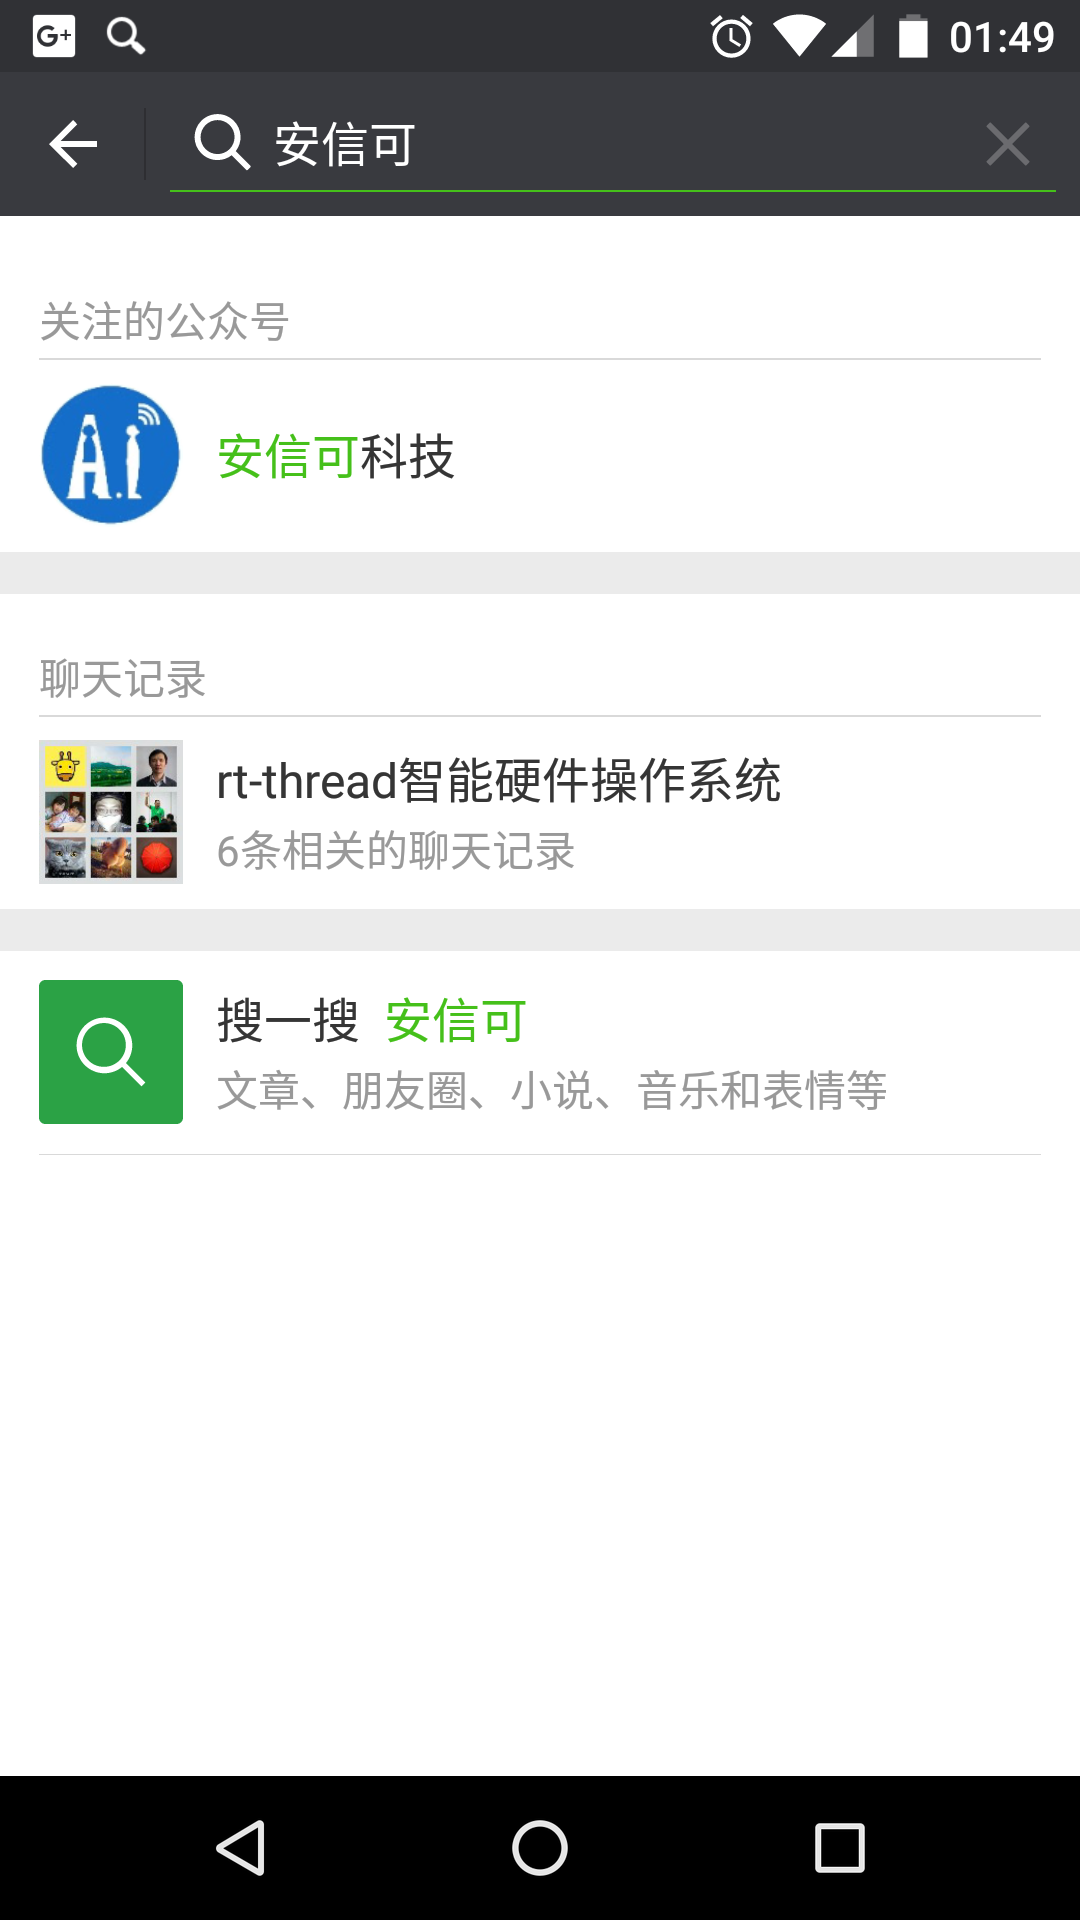 G+
01:49
安信可
关注的公众号
A.i
安信可科技
聊天记录
rt-thread智能硬件操作系统
6条相关的聊天记录
搜一搜 安信可
文章、朋友圈、小说、音乐和表情等